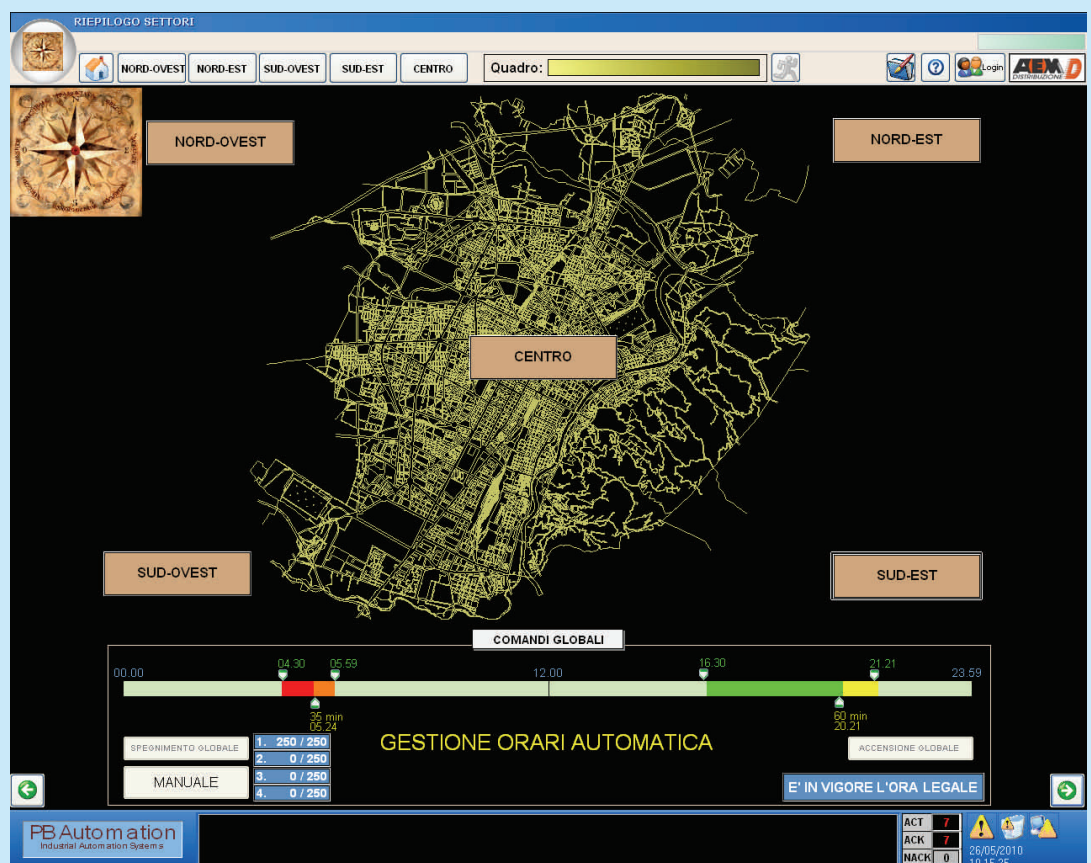 RIEPILOGO SETTORI
NORD-OVEST NORD-EST SUD-OVEST SUD-EST CENTRO Quadro: Login AEM D
DISTRIBUZIONE
NORD-OVEST
NORD-EST
CENTRO
SUD-OVEST
SUD-EST
COMANDI GLOBALI
00.00 04.30 05.59 12.00 16.30 21.21 23.59
35 min 60 min
05.24 20.21
SPEGNIMENTO GLOBALE
MANUALE
1. 250 / 250
2. 0 / 250
3. 0 / 250
4. 0 / 250
GESTIONE ORARI AUTOMATICA
ACCENSIONE GLOBALE
E' IN VIGORE L'ORA LEGALE
PB Automation
Industrial Automation Systems
ACT 7
ACK 7
NACK 0
26/05/2010